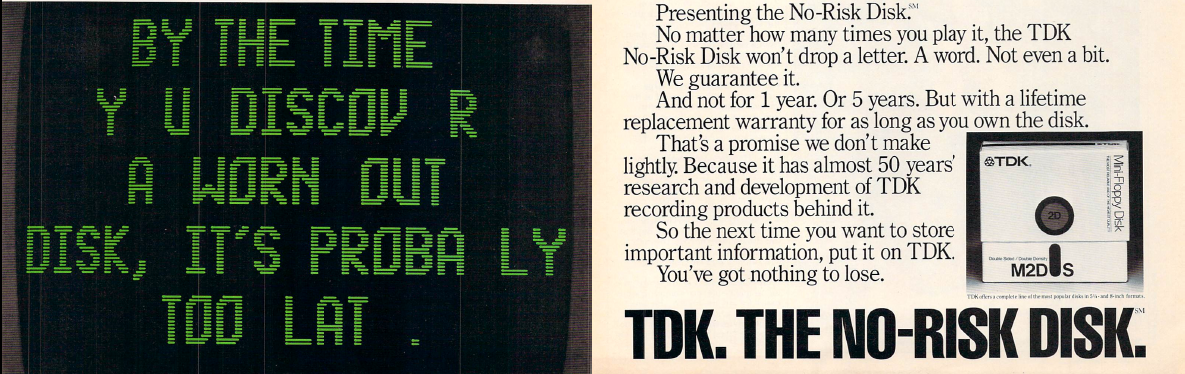 BY THE TIME
Y U DISCOV R
A WORN OUT
DISK, IT'S PROBA LY
TOO LAT .
Presenting the No-Risk Disk.℠
No matter how many times you play it, the TDK
No-Risk Disk won't drop a letter. A word. Not even a bit.
We guarantee it.
And not for 1 year. Or 5 years. But with a lifetime
replacement warranty for as long as you own the disk.
That's a promise we don't make
lightly. Because it has almost 50 years'
research and development of TDK
recording products behind it.
So the next time you want to store
important information, put it on TDK.
You've got nothing to lose.
TDK.
Mini-Floppy Disk
2D
Double Sided / Double Density
M2D S
TDK offers a complete line of the most popular disks in 5¼- and 8-inch formats.
TDK. THE NO-RISK DISK.℠